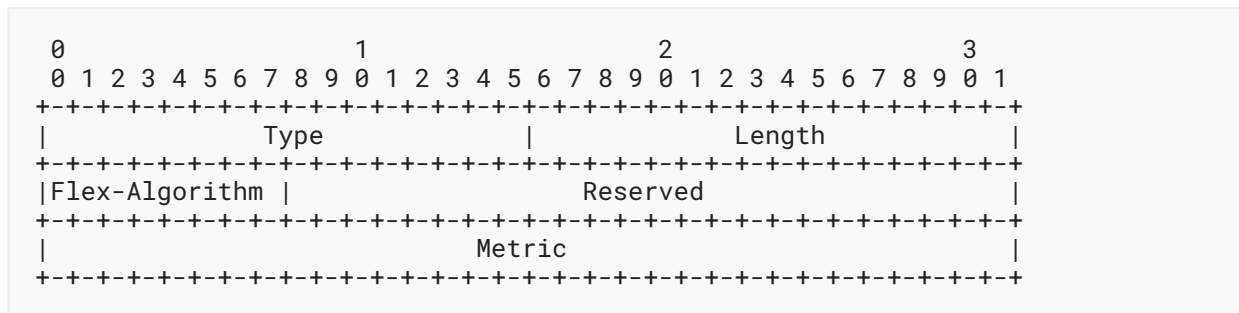 0                   1                   2                   3
 0 1 2 3 4 5 6 7 8 9 0 1 2 3 4 5 6 7 8 9 0 1 2 3 4 5 6 7 8 9 0 1
+-+-+-+-+-+-+-+-+-+-+-+-+-+-+-+-+-+-+-+-+-+-+-+-+-+-+-+-+-+-+-+-+
|              Type             |             Length            |
+-+-+-+-+-+-+-+-+-+-+-+-+-+-+-+-+-+-+-+-+-+-+-+-+-+-+-+-+-+-+-+-+
|Flex-Algorithm |                   Reserved                    |
+-+-+-+-+-+-+-+-+-+-+-+-+-+-+-+-+-+-+-+-+-+-+-+-+-+-+-+-+-+-+-+-+
|                            Metric                             |
+-+-+-+-+-+-+-+-+-+-+-+-+-+-+-+-+-+-+-+-+-+-+-+-+-+-+-+-+-+-+-+-+